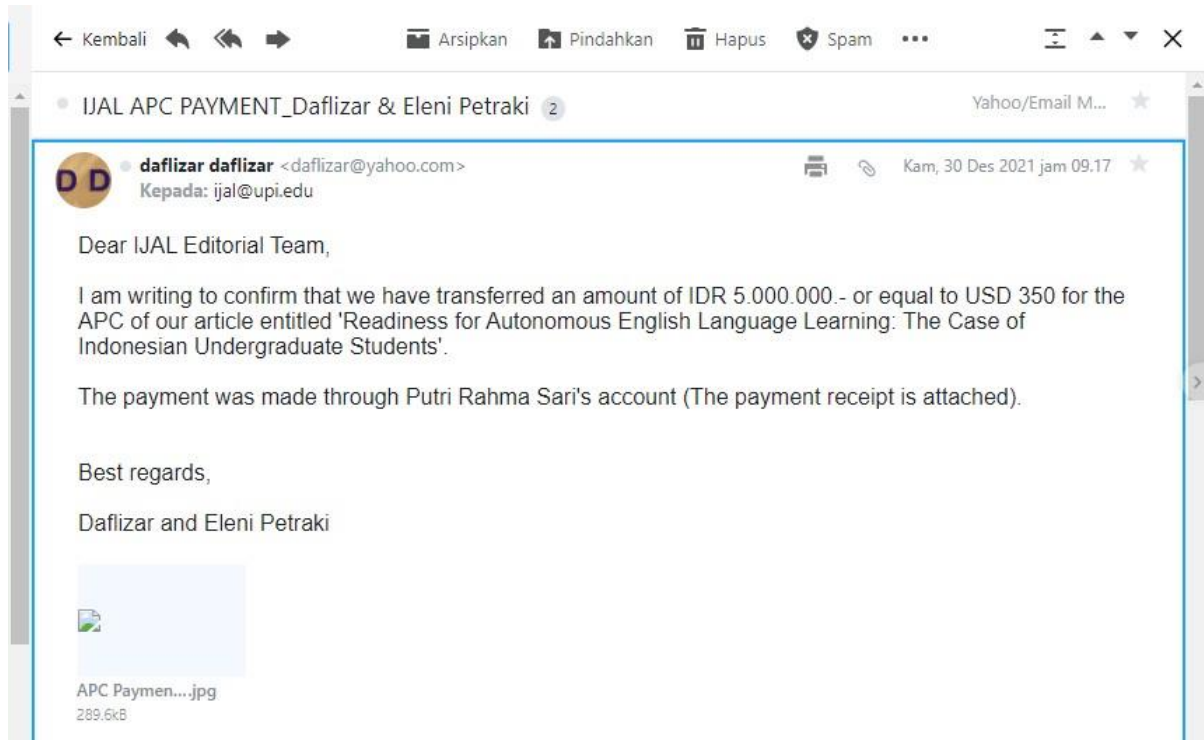 ← Kembali Arsipkan Pindahkan Hapus Spam •••
IJAL APC PAYMENT_Daflizar & Eleni Petraki 2 Yahoo/Email M...
D D daflizar daflizar <daflizar@yahoo.com> Kam, 30 Des 2021 jam 09.17
Kepada: ijal@upi.edu
Dear IJAL Editorial Team,
I am writing to confirm that we have transferred an amount of IDR 5.000.000.- or equal to USD 350 for the
APC of our article entitled 'Readiness for Autonomous English Language Learning: The Case of
Indonesian Undergraduate Students'.
The payment was made through Putri Rahma Sari's account (The payment receipt is attached).
Best regards,
Daflizar and Eleni Petraki
APC Paymen....jpg
289.6kB